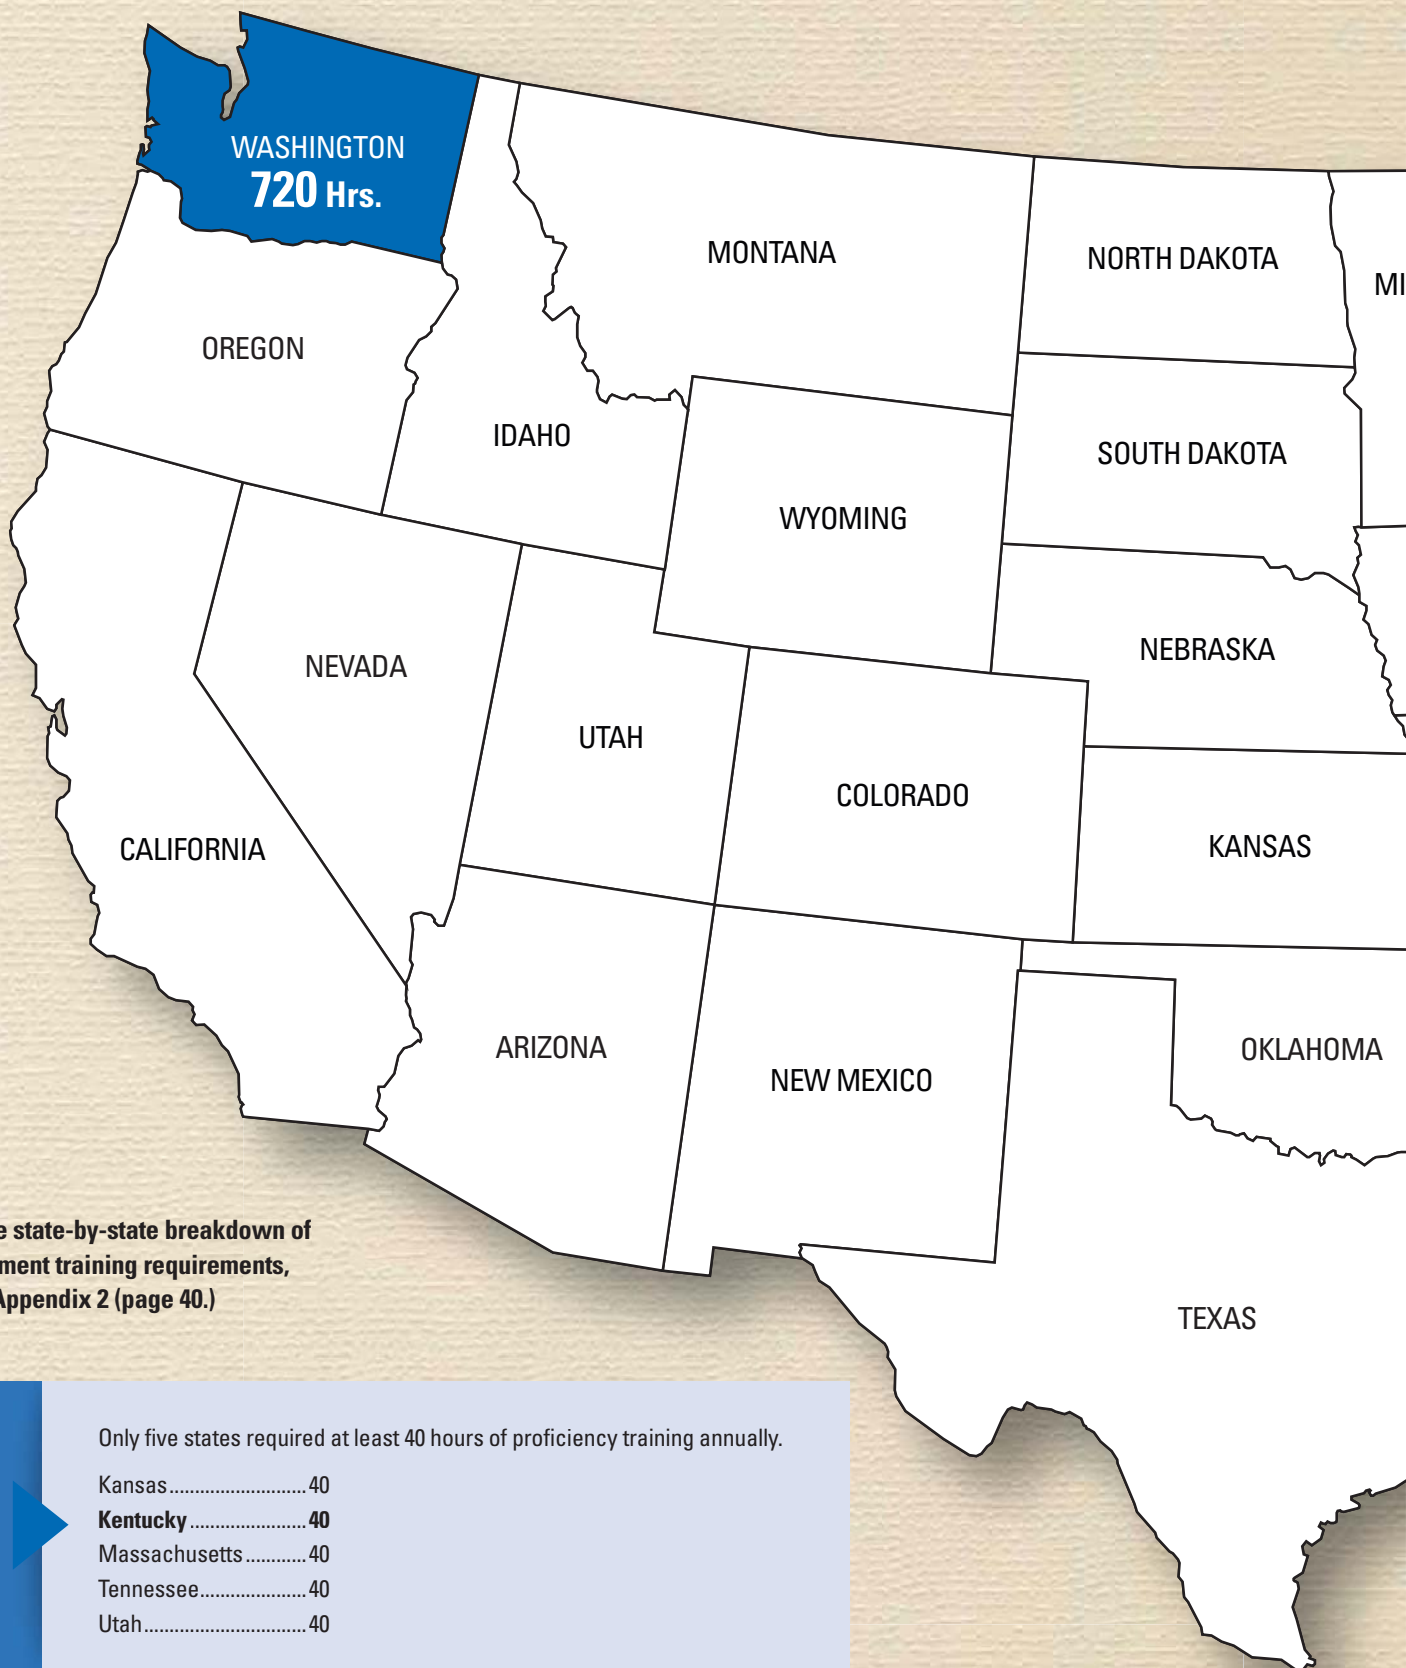 WASHINGTON
720 Hrs.
MONTANA
NORTH DAKOTA
MI
OREGON
IDAHO
SOUTH DAKOTA
WYOMING
NEVADA
NEBRASKA
UTAH
COLORADO
CALIFORNIA
KANSAS
ARIZONA
NEW MEXICO
OKLAHOMA
TEXAS
e state-by-state breakdown of
ment training requirements,
Appendix 2 (page 40.)
Only five states required at least 40 hours of proficiency training annually.
Kansas...........................40
Kentucky.......................40
Massachusetts............40
Tennessee.....................40
Utah................................40